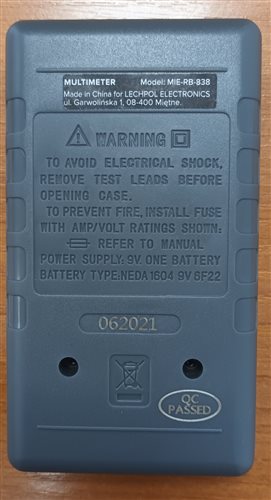 MULTIMETER Model: MIE-RB-838
Made in China for LECHPOL ELECTRONICS
ul. Garwolińska 1, 08-400 Miętne.
WARNING
TO AVOID ELECTRICAL SHOCK,
REMOVE TEST LEADS BEFORE
OPENING CASE.
TO PREVENT FIRE, INSTALL FUSE
WITH AMP/VOLT RATINGS SHOWN:
REFER TO MANUAL
POWER SUPPLY: 9V. ONE BATTERY
BATTERY TYPE:NEDA 1604 9V 6F22
062021
QC
PASSED